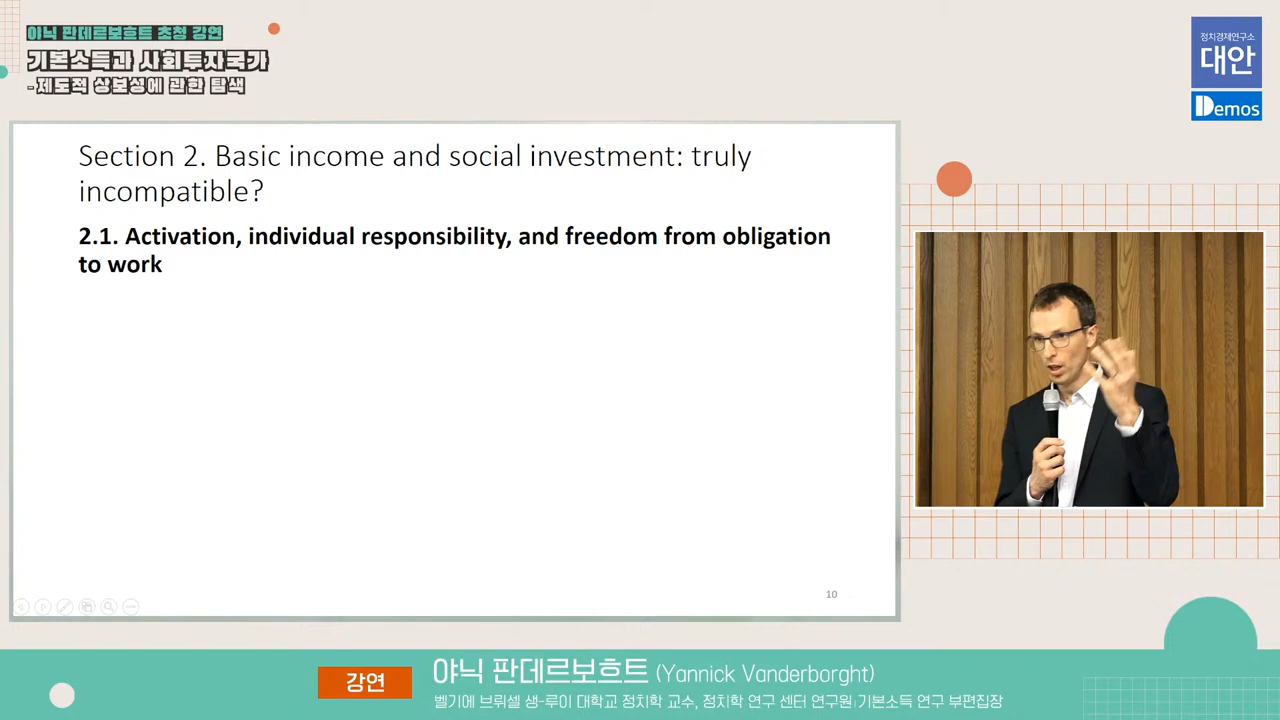 야닉 판데르보흐트 초청 강연
기본소득과 사회투자국가
- 제도적 상보성에 관한 탐색
정치경제연구소
대안
Demos
Section 2. Basic income and social investment: truly
incompatible?
2.1. Activation, individual responsibility, and freedom from obligation
to work
10
강연
야닉 판데르보흐트 (Yannick Vanderborght)
벨기에 브뤼셀 생-루이 대학교 정치학 교수, 정치학 연구 센터 연구원 기본소득 연구 부편집장